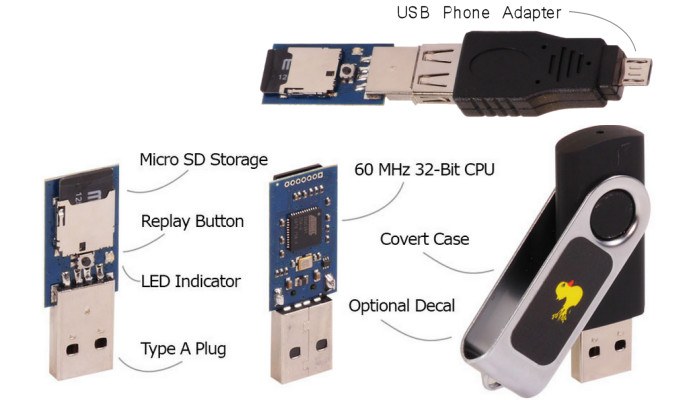 USB Phone Adapter
Micro SD Storage
60 MHz 32-Bit CPU
Replay Button
Covert Case
LED Indicator
Optional Decal
Type A Plug
12